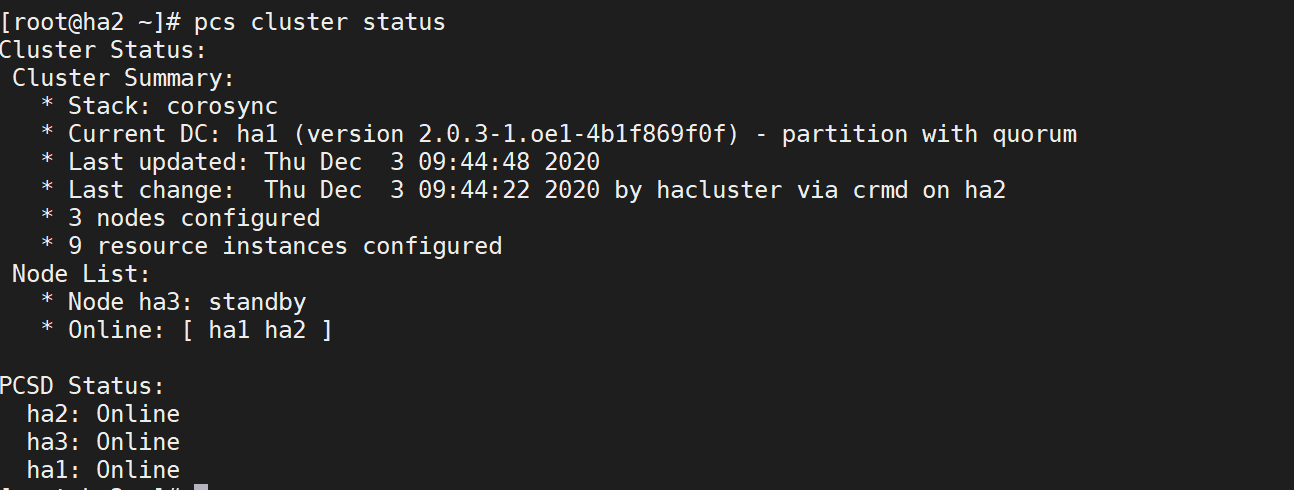 [root@ha2 ~]# pcs cluster status
Cluster Status:
 Cluster Summary:
   * Stack: corosync
   * Current DC: ha1 (version 2.0.3-1.oe1-4b1f869f0f) - partition with quorum
   * Last updated: Thu Dec  3 09:44:48 2020
   * Last change:  Thu Dec  3 09:44:22 2020 by hacluster via crmd on ha2
   * 3 nodes configured
   * 9 resource instances configured
 Node List:
   * Node ha3: standby
   * Online: [ ha1 ha2 ]

PCSD Status:
  ha2: Online
  ha3: Online
  ha1: Online